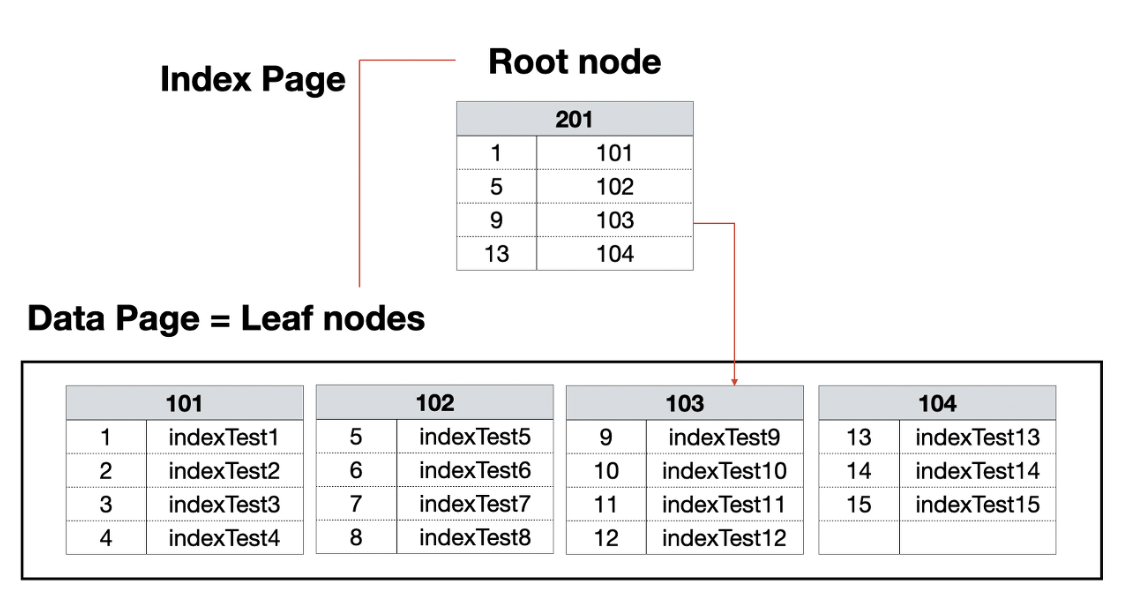 Root node
Index Page
201
1 101
5 102
9 103
13 104
Data Page = Leaf nodes
101 102 103 104
1 indexTest1 5 indexTest5 9 indexTest9 13 indexTest13
2 indexTest2 6 indexTest6 10 indexTest10 14 indexTest14
3 indexTest3 7 indexTest7 11 indexTest11 15 indexTest15
4 indexTest4 8 indexTest8 12 indexTest12